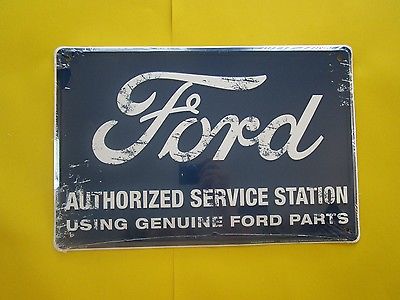 Ford
AUTHORIZED SERVICE STATION
USING GENUINE FORD PARTS